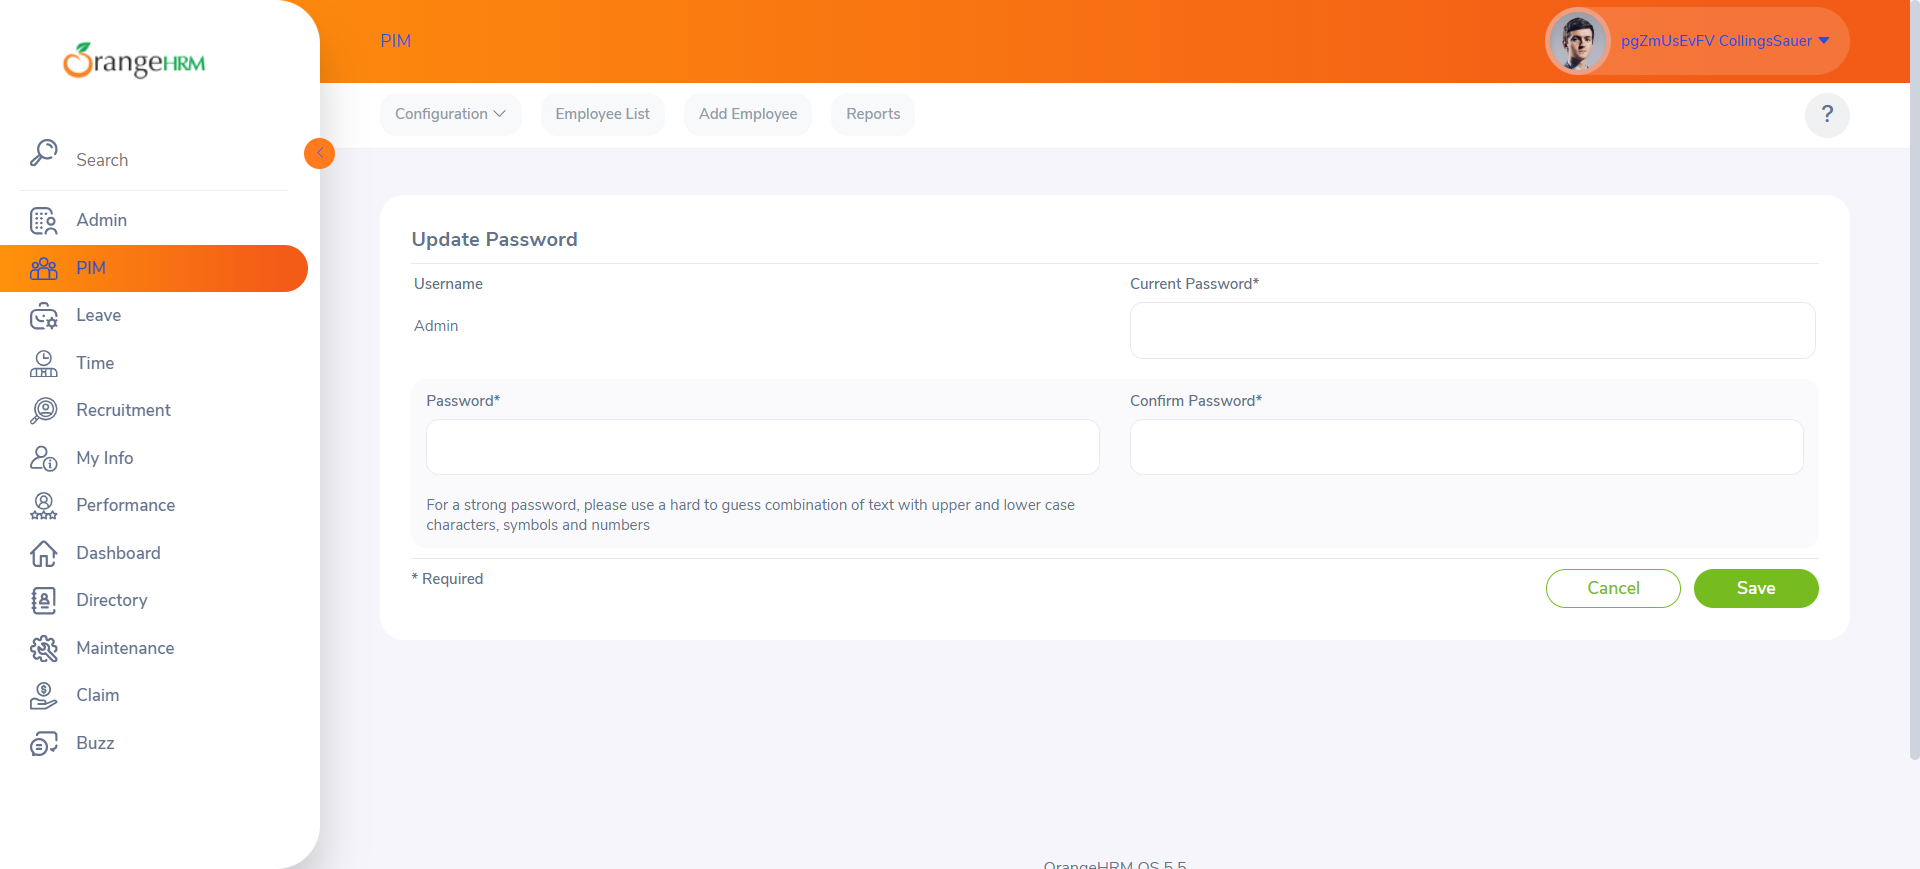 OrangeHRM
PIM
pgZmUsEvFV CollingsSauer
Configuration
Employee List
Add Employee
Reports
?
Search
Admin
PIM
Leave
Time
Recruitment
My Info
Performance
Dashboard
Directory
Maintenance
Claim
Buzz
Update Password
Username
Current Password*
Admin
Password*
Confirm Password*
For a strong password, please use a hard to guess combination of text with upper and lower case
characters, symbols and numbers
* Required
Cancel
Save
OrangeHRM OS 5.5